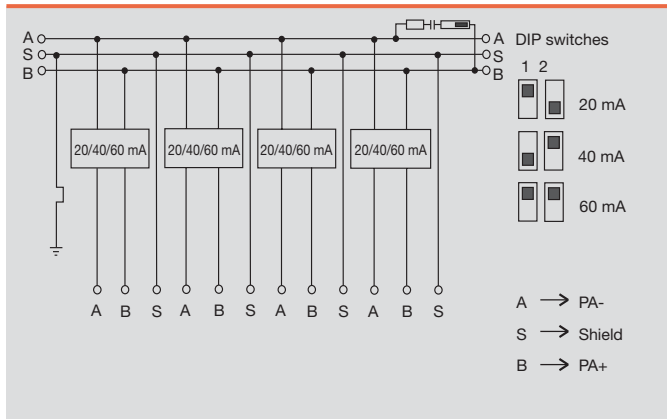 A A DIP switches
S S
B B
1 2
20 mA
20/40/60 mA 20/40/60 mA 20/40/60 mA 20/40/60 mA 40 mA
60 mA
A B S A B S A B S A B S
A → PA-
S → Shield
B → PA+